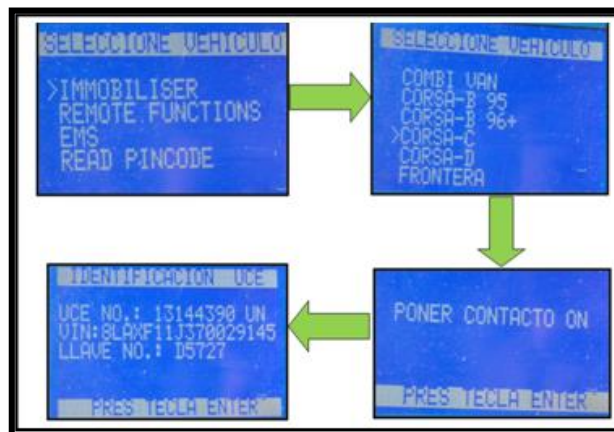 SELECCIONE VEHICULO
>IMMOBILISER
REMOTE FUNCTIONS
EMS
READ PINCODE
SELECCIONE VEHICULO
COMBI VAN
CORSA-B 95
CORSA-B 96+
>CORSA-C
CORSA-D
FRONTERA
PONER CONTACTO ON
PRES TECLA ENTER
IDENTIFICACION UCE
UCE NO.: 13144390 UN
VIN:8LAXF11J370029145
LLAVE NO.: D5727
PRES TECLA ENTER